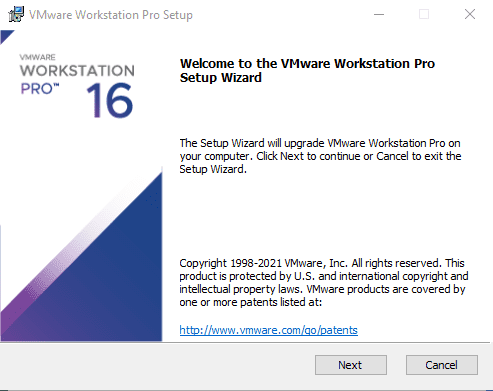 VMware Workstation Pro Setup
VMWARE
WORKSTATION
PRO™ 16
Welcome to the VMware Workstation Pro
Setup Wizard
The Setup Wizard will upgrade VMware Workstation Pro on
your computer. Click Next to continue or Cancel to exit the
Setup Wizard.
Copyright 1998-2021 VMware, Inc. All rights reserved. This
product is protected by U.S. and international copyright and
intellectual property laws. VMware products are covered by
one or more patents listed at:
http://www.vmware.com/go/patents
Next
Cancel